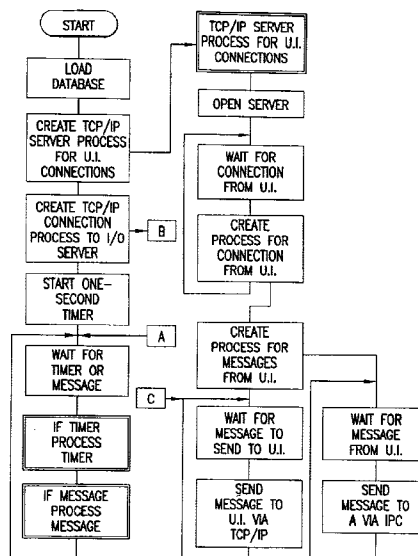 START
LOAD
DATABASE
CREATE TCP/IP
SERVER PROCESS
FOR U.I.
CONNECTIONS
CREATE TCP/IP
CONNECTION
PROCESS TO I/O
SERVER
B
START ONE-
SECOND
TIMER
A
WAIT FOR
TIMER OR
MESSAGE
IF TIMER
PROCESS
TIMER
IF MESSAGE
PROCESS
MESSAGE
TCP/IP SERVER
PROCESS FOR U.I.
CONNECTIONS
OPEN SERVER
WAIT FOR
CONNECTION
FROM U.I.
CREATE
PROCESS FOR
CONNECTION
FROM U.I.
CREATE
PROCESS FOR
MESSAGES
FROM U.I.
C
WAIT FOR
MESSAGE TO
SEND TO U.I.
SEND
MESSAGE TO
U.I. VIA
TCP/IP
WAIT FOR
MESSAGE
FROM U.I.
SEND
MESSAGE TO
A VIA IPC